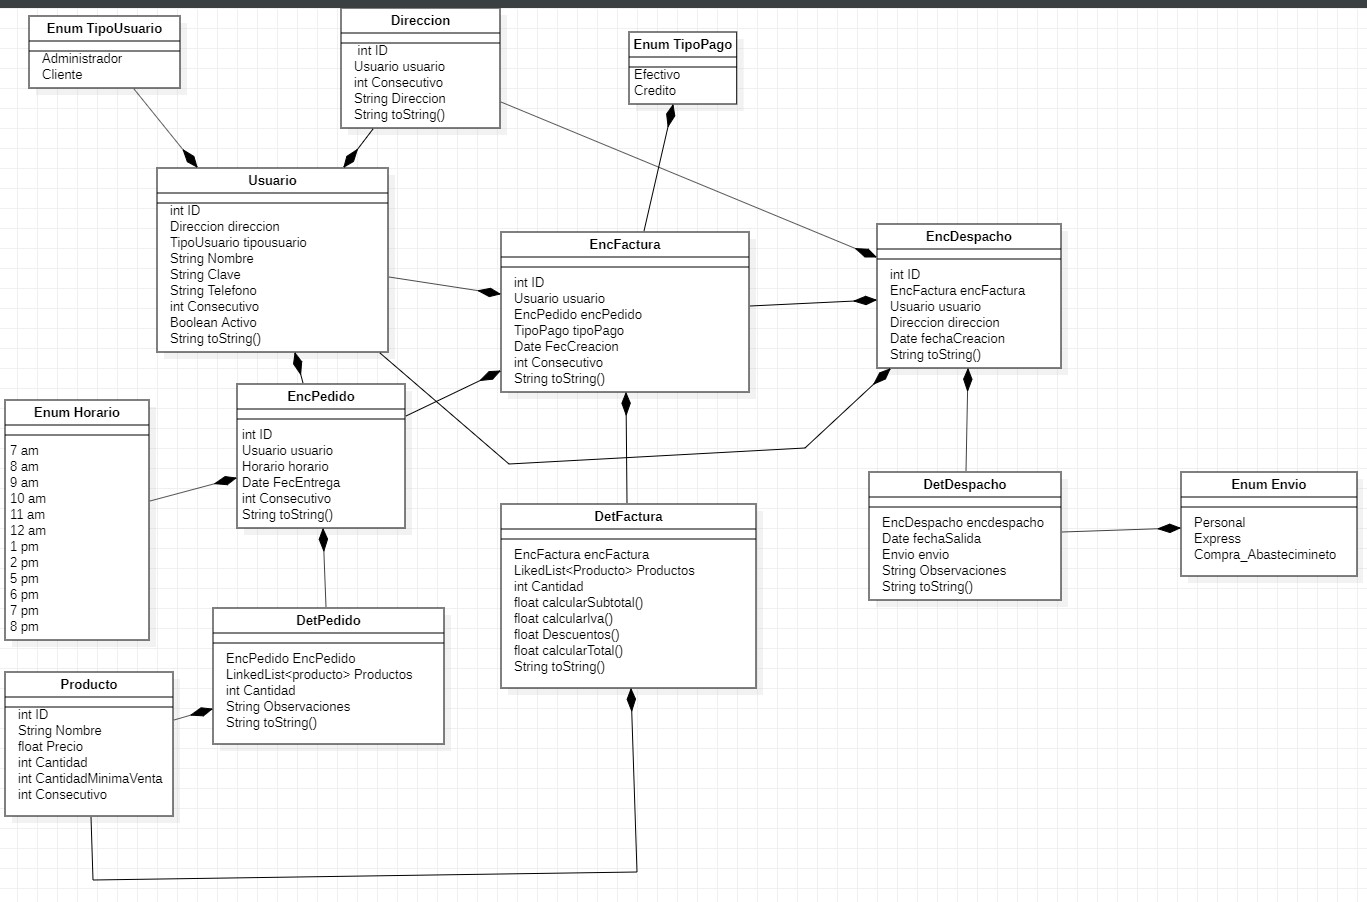 Enum TipoUsuario
Administrador
Cliente
Direccion
int ID
Usuario usuario
int Consecutivo
String Direccion
String toString()
Enum TipoPago
Efectivo
Credito
Usuario
int ID
Direccion direccion
TipoUsuario tipousuario
String Nombre
String Clave
String Telefono
int Consecutivo
Boolean Activo
String toString()
EncFactura
int ID
Usuario usuario
EncPedido encPedido
TipoPago tipoPago
Date FecCreacion
int Consecutivo
String toString()
EncDespacho
int ID
EncFactura encFactura
Usuario usuario
Direccion direccion
Date fechaCreacion
String toString()
Enum Horario
7 am
8 am
9 am
10 am
11 am
12 am
1 pm
2 pm
5 pm
6 pm
7 pm
8 pm
EncPedido
int ID
Usuario usuario
Horario horario
Date FecEntrega
int Consecutivo
String toString()
DetFactura
EncFactura encFactura
LikedList<Producto> Productos
int Cantidad
float calcularSubtotal()
float calcularIva()
float Descuentos()
float calcularTotal()
String toString()
DetDespacho
EncDespacho encdespacho
Date fechaSalida
Envio envio
String Observaciones
String toString()
Enum Envio
Personal
Express
Compra_Abastecimineto
DetPedido
EncPedido EncPedido
LinkedList<producto> Productos
int Cantidad
String Observaciones
String toString()
Producto
int ID
String Nombre
float Precio
int Cantidad
int CantidadMinimaVenta
int Consecutivo